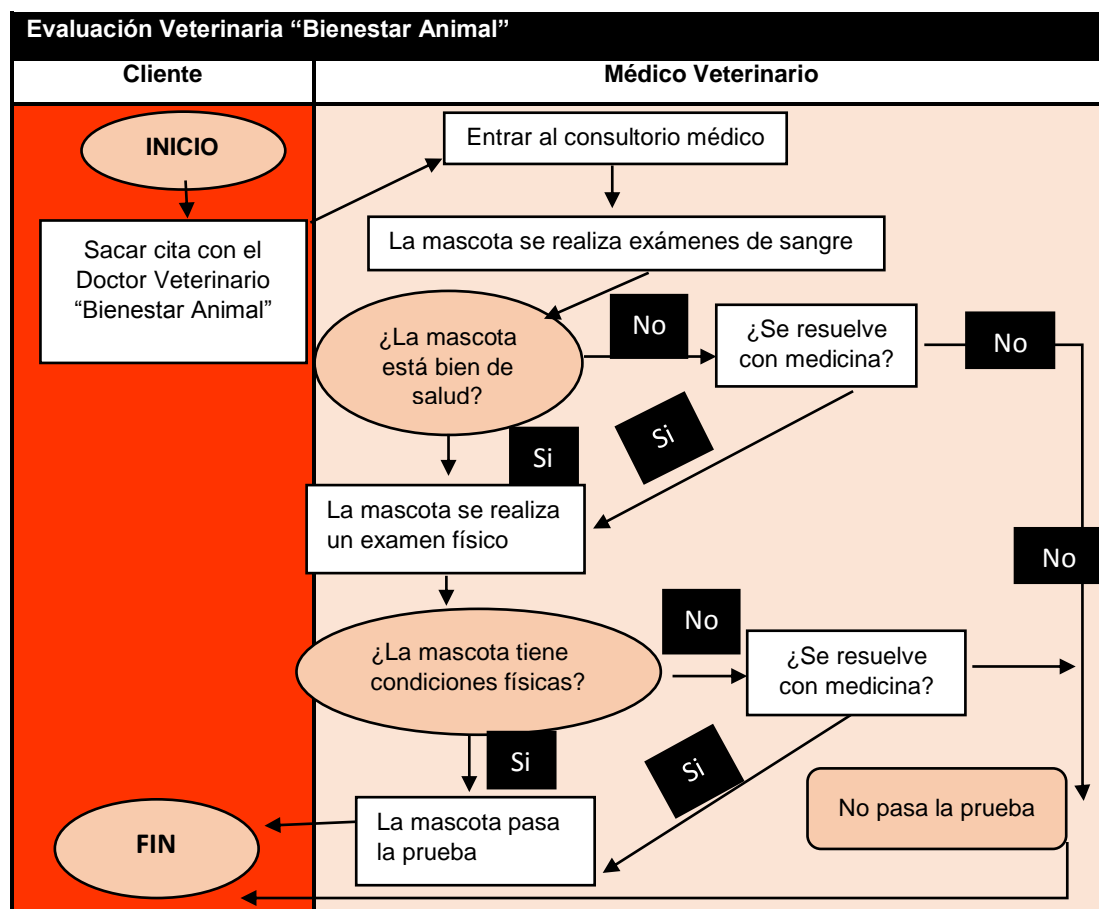 Evaluación Veterinaria “Bienestar Animal”
Cliente
Médico Veterinario
INICIO
Entrar al consultorio médico
Sacar cita con el
Doctor Veterinario
“Bienestar Animal”
La mascota se realiza exámenes de sangre
¿La mascota
está bien de
salud?
No
¿Se resuelve
con medicina?
No
Si
Si
La mascota se realiza
un examen físico
No
¿La mascota tiene
condiciones físicas?
No
¿Se resuelve
con medicina?
Si
Si
No pasa la prueba
La mascota pasa
la prueba
FIN